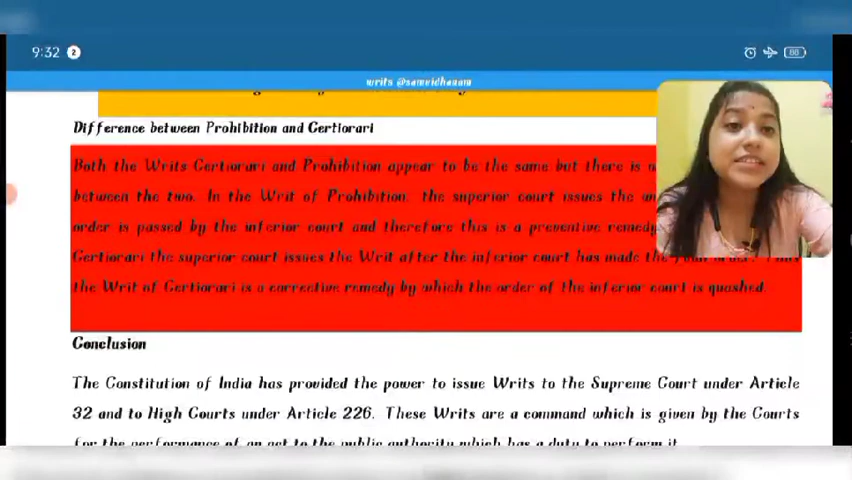 9:32 2 88
writs @samvidhanam
Difference between Prohibition and Certiorari
Both the Writs Certiorari and Prohibition appear to be the same but there is
between the two. In the Writ of Prohibition, the superior court issues the
order is passed by the inferior court and therefore this is a preventive remedy
Certiorari the superior court issues the Writ after the inferior court has made the order.
the Writ of Certiorari is a corrective remedy by which the order of the inferior court is quashed.
Conclusion
The Constitution of India has provided the power to issue Writs to the Supreme Court under Article
32 and to High Courts under Article 226. These Writs are a command which is given by the Courts
for the performance of an act to the public authority which has a duty to perform it